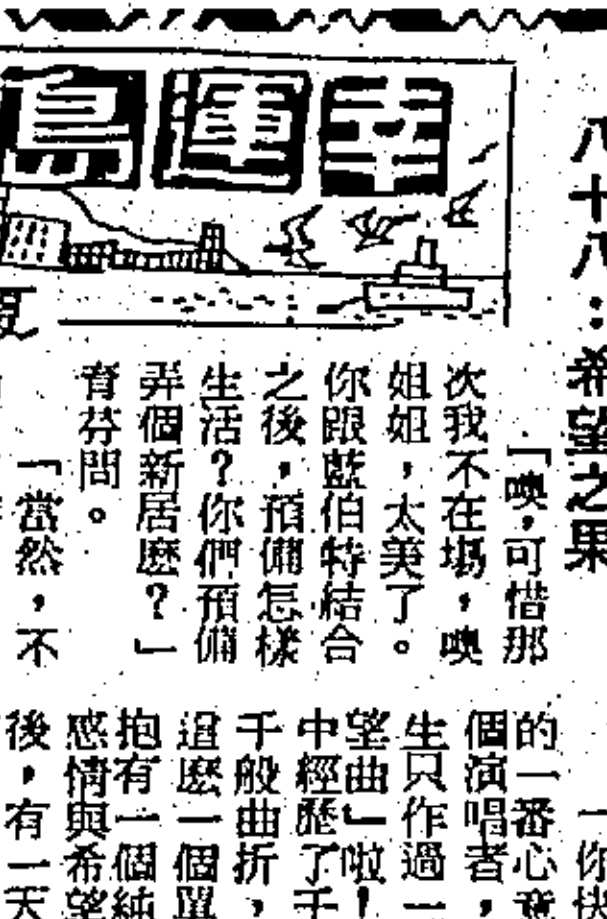 八十八：希望之果
幸運島
「噢，可惜那
次我不在場，噢
姐姐，太美了。
你跟藍伯特結合
之後，預備怎樣
生活？你們預備
弄個新居麽？」
育芬問。
「當然，不
的一番心意
個演唱者，
生只作過一
望曲」啦！
中經歷了千
千般曲折，
這麽一個單
抱有一個純
感情與希望
後，有一天